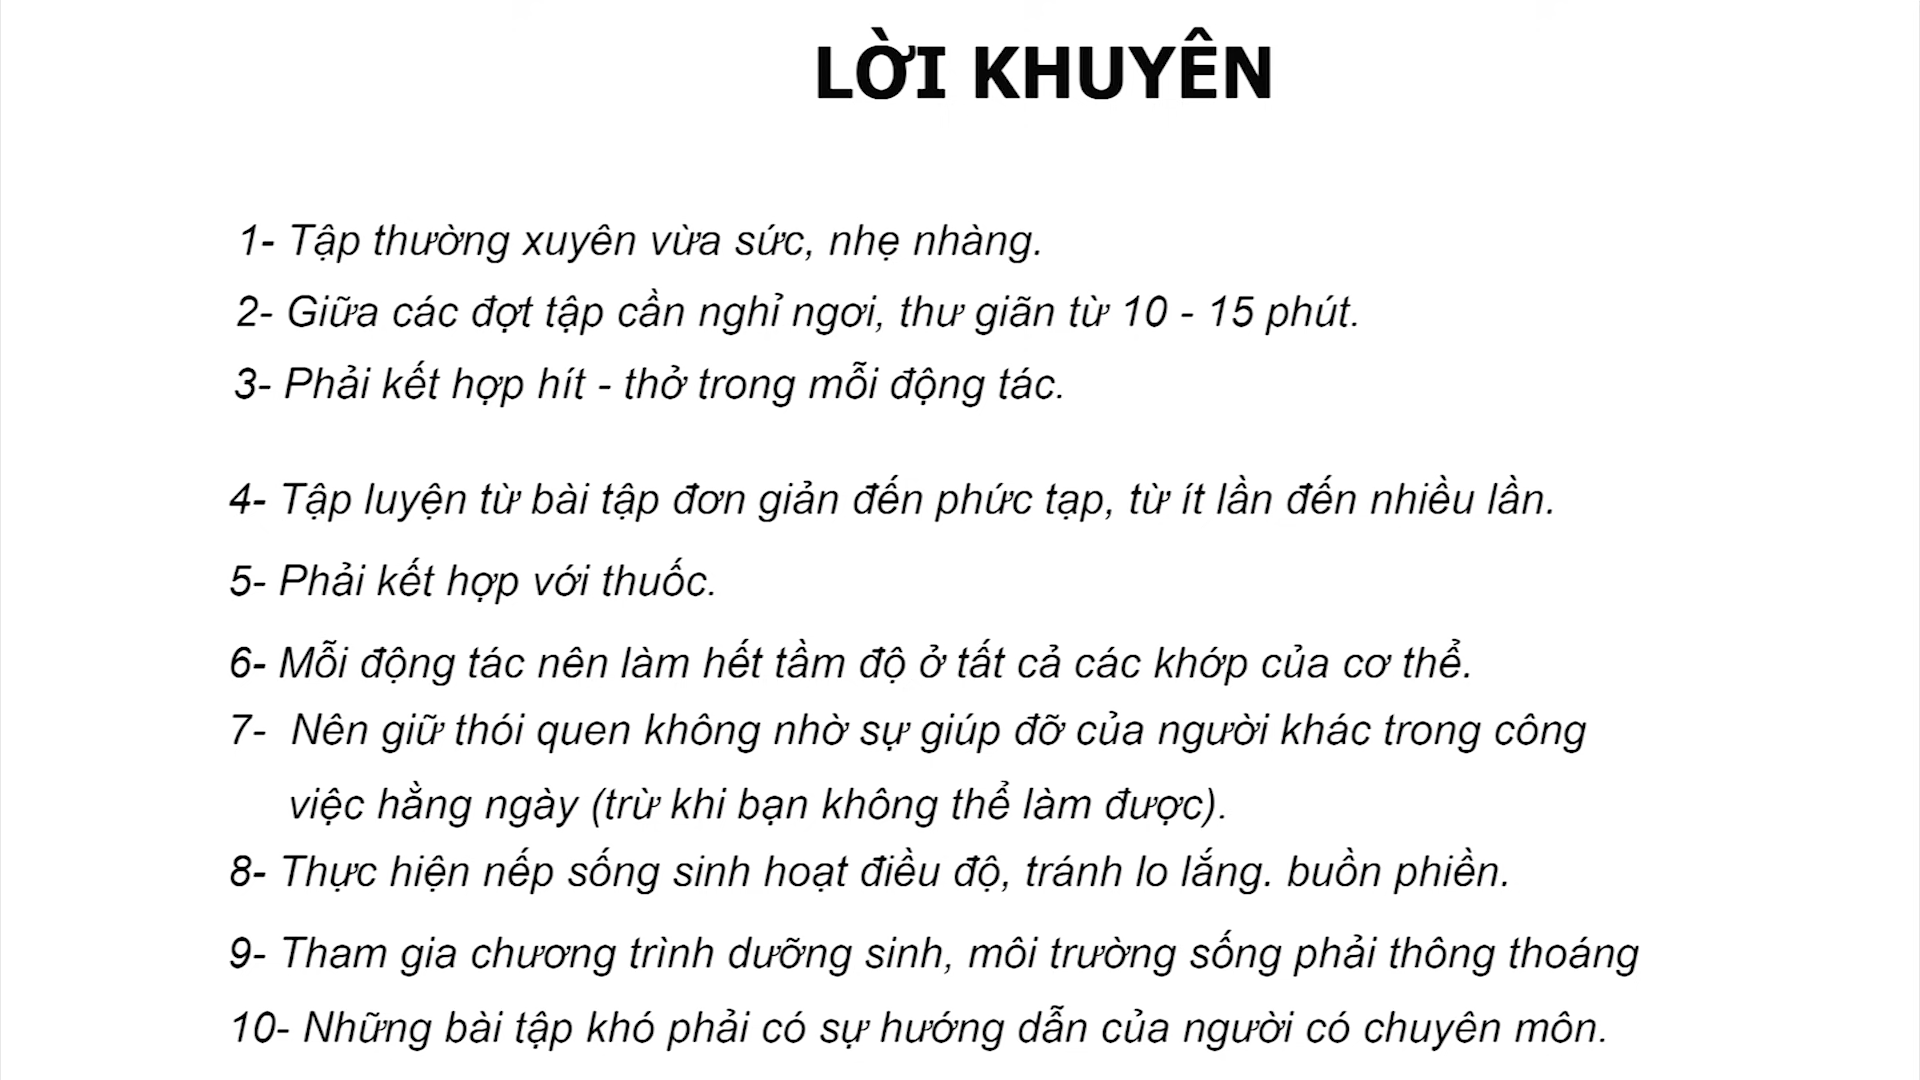 LỜI KHUYÊN
1- Tập thường xuyên vừa sức, nhẹ nhàng.
2- Giữa các đợt tập cần nghỉ ngơi, thư giãn từ 10 - 15 phút.
3- Phải kết hợp hít - thở trong mỗi động tác.
4- Tập luyện từ bài tập đơn giản đến phức tạp, từ ít lần đến nhiều lần.
5- Phải kết hợp với thuốc.
6- Mỗi động tác nên làm hết tầm độ ở tất cả các khớp của cơ thể.
7- Nên giữ thói quen không nhờ sự giúp đỡ của người khác trong công
việc hằng ngày (trừ khi bạn không thể làm được).
8- Thực hiện nếp sống sinh hoạt điều độ, tránh lo lắng. buồn phiền.
9- Tham gia chương trình dưỡng sinh, môi trường sống phải thông thoáng
10- Những bài tập khó phải có sự hướng dẫn của người có chuyên môn.